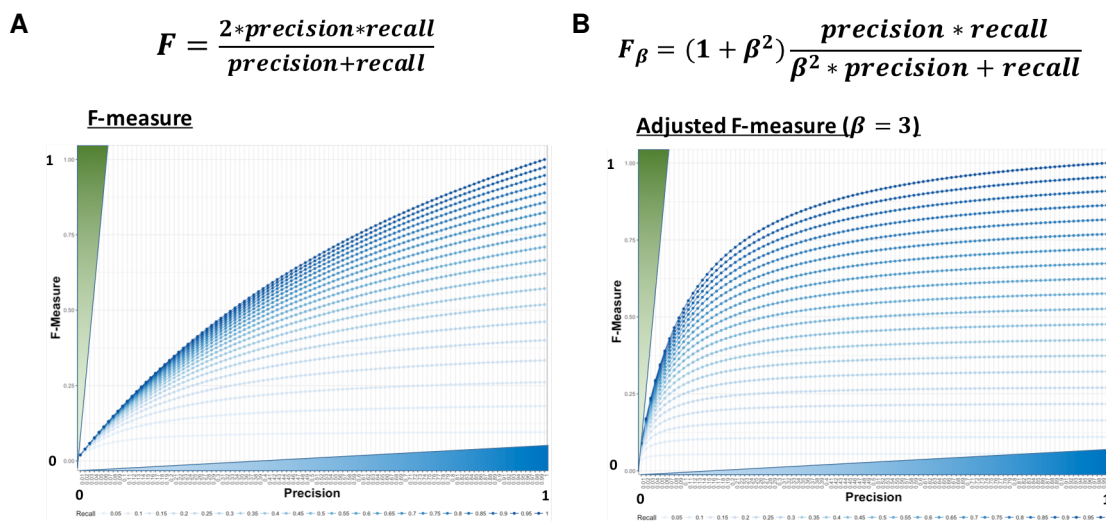 A
F = 2*precision*recall / precision+recall
F-measure
1
1.00
0.75
0.50
0.25
0.00
0
F-Measure
0
Precision
1
Recall 0.05 0.1 0.15 0.2 0.25 0.3 0.35 0.4 0.45 0.5 0.55 0.6 0.65 0.7 0.75 0.8 0.85 0.9 0.95 1
B
F_β = (1 + β²) precision * recall / β² * precision + recall
Adjusted F-measure (β = 3)
1
1.00
0.75
0.50
0.25
0.00
0
F-Measure
0
Precision
1
Recall 0.05 0.1 0.15 0.2 0.25 0.3 0.35 0.4 0.45 0.5 0.55 0.6 0.65 0.7 0.75 0.8 0.85 0.9 0.95